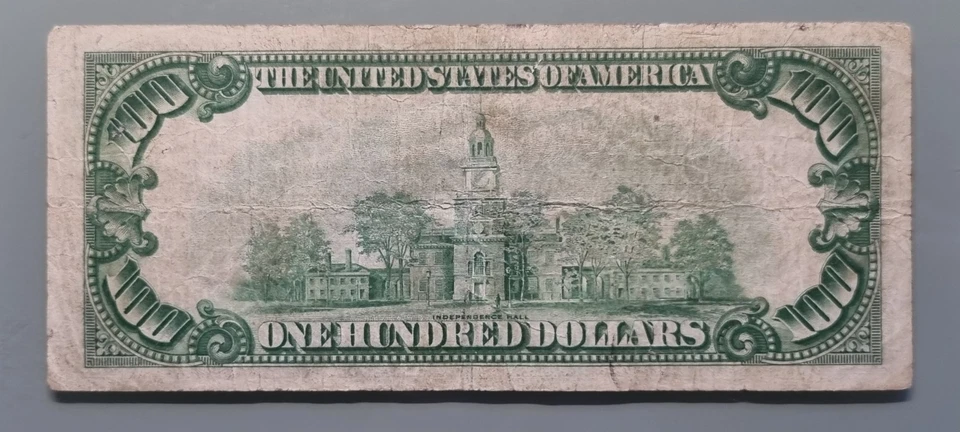 THE UNITED STATES OF AMERICA
100 100
INDEPENDENCE HALL
100 100
ONE HUNDRED DOLLARS